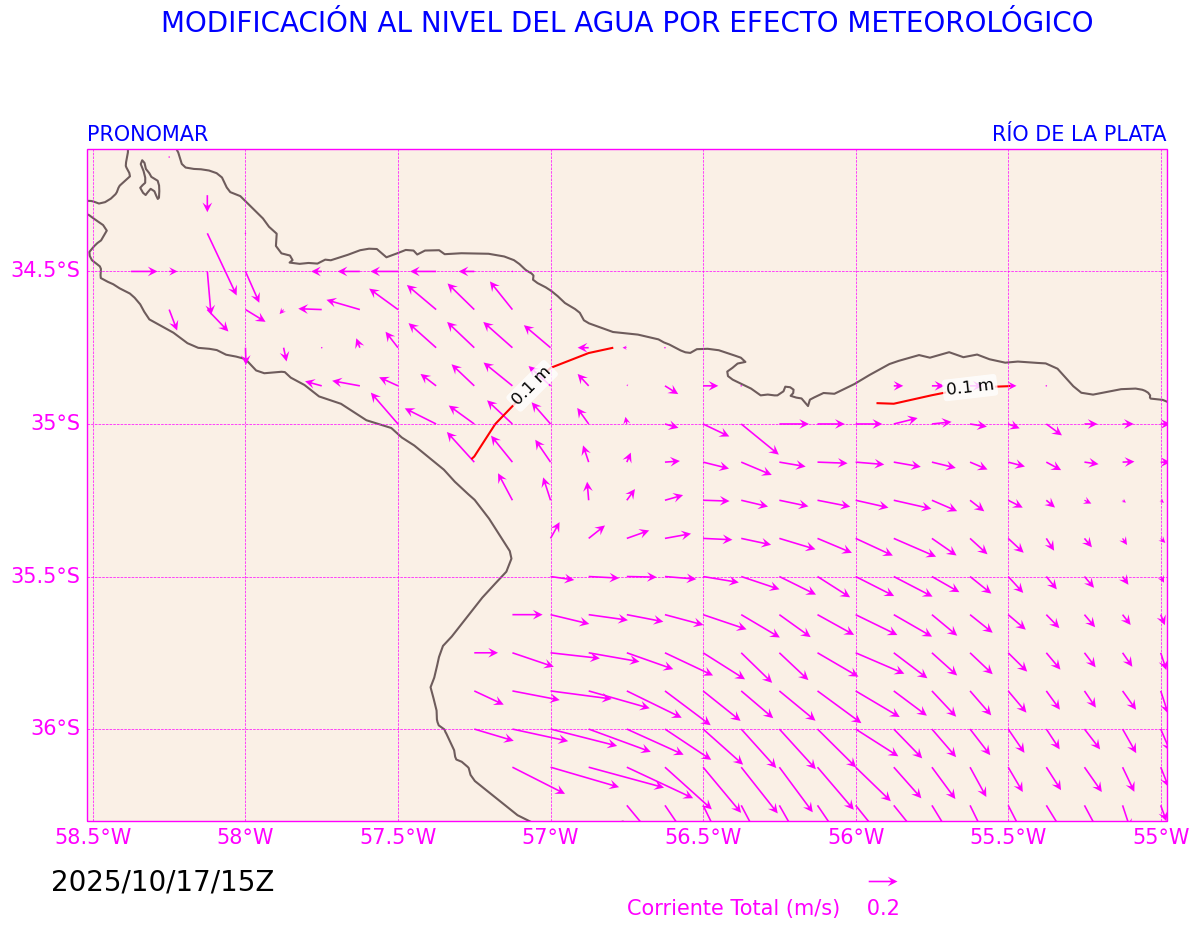 MODIFICACIÓN AL NIVEL DEL AGUA POR EFECTO METEOROLÓGICO
PRONOMAR
RÍO DE LA PLATA
34.5°S
0.1 m
0.1 m
35°S
35.5°S
36°S
58.5°W
58°W
57.5°W
57°W
56.5°W
56°W
55.5°W
55°W
2025/10/17/15Z
Corriente Total (m/s)
0.2